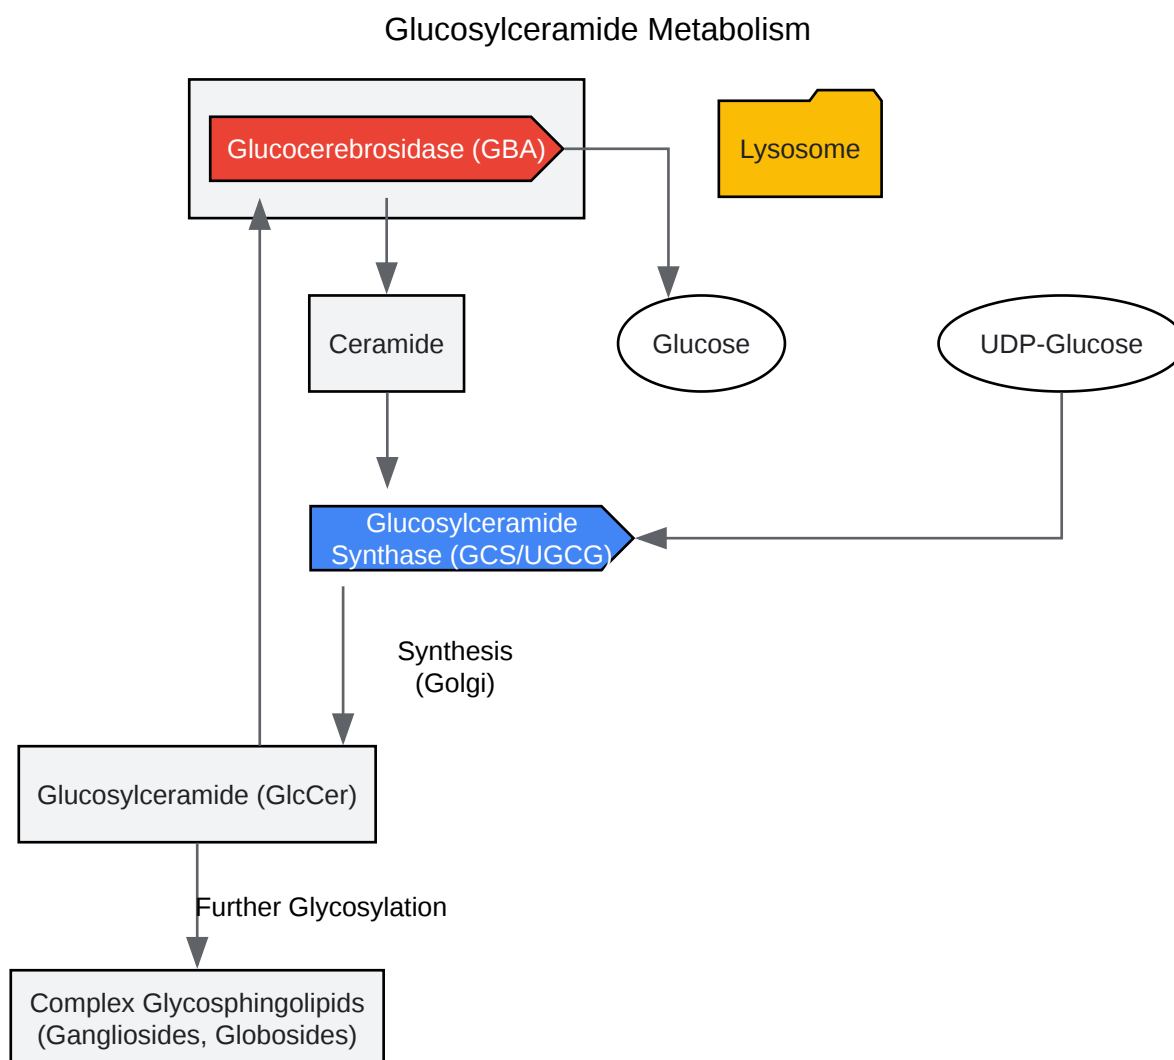 Glucosylceramide Metabolism
Glucocerebrosidase (GBA)
Lysosome
Ceramide
Glucose
UDP-Glucose
Glucosylceramide
Synthase (GCS/UGCG)
Synthesis
(Golgi)
Glucosylceramide (GlcCer)
Further Glycosylation
Complex Glycosphingolipids
(Gangliosides, Globosides)